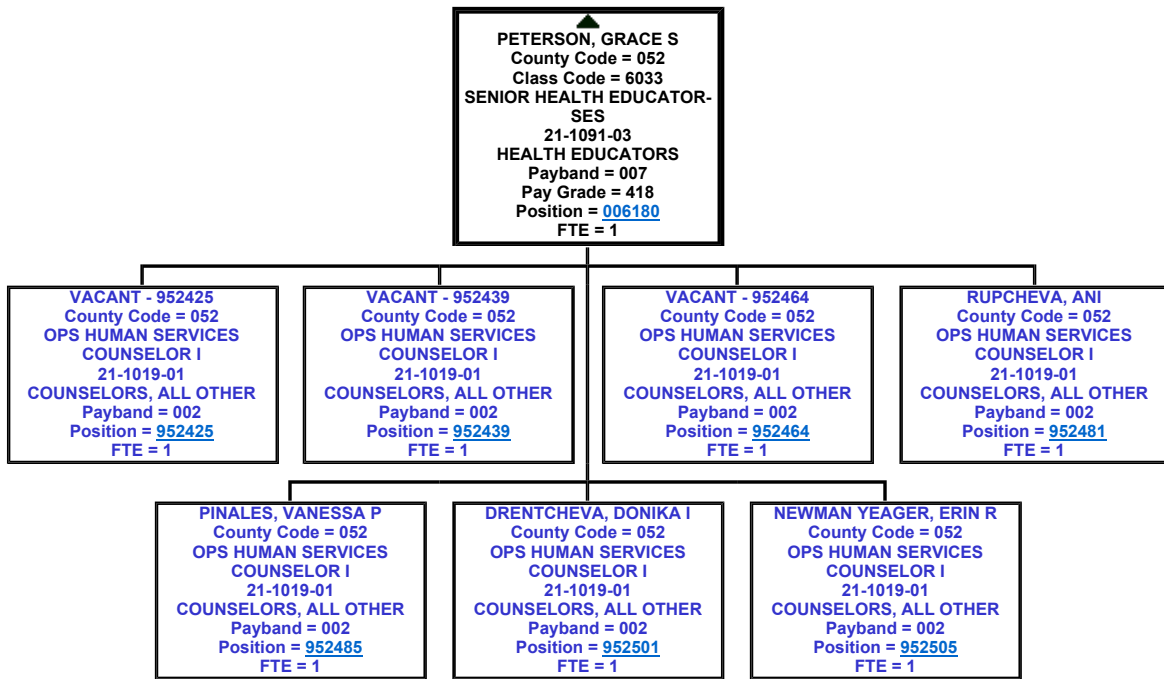 PETERSON, GRACE S
County Code = 052
Class Code = 6033
SENIOR HEALTH EDUCATOR-
SES
21-1091-03
HEALTH EDUCATORS
Payband = 007
Pay Grade = 418
Position = 006180
FTE = 1
VACANT - 952425
County Code = 052
OPS HUMAN SERVICES
COUNSELOR I
21-1019-01
COUNSELORS, ALL OTHER
Payband = 002
Position = 952425
FTE = 1
VACANT - 952439
County Code = 052
OPS HUMAN SERVICES
COUNSELOR I
21-1019-01
COUNSELORS, ALL OTHER
Payband = 002
Position = 952439
FTE = 1
VACANT - 952464
County Code = 052
OPS HUMAN SERVICES
COUNSELOR I
21-1019-01
COUNSELORS, ALL OTHER
Payband = 002
Position = 952464
FTE = 1
RUPCHEVA, ANI
County Code = 052
OPS HUMAN SERVICES
COUNSELOR I
21-1019-01
COUNSELORS, ALL OTHER
Payband = 002
Position = 952481
FTE = 1
PINALES, VANESSA P
County Code = 052
OPS HUMAN SERVICES
COUNSELOR I
21-1019-01
COUNSELORS, ALL OTHER
Payband = 002
Position = 952485
FTE = 1
DRENTCHEVA, DONIKA I
County Code = 052
OPS HUMAN SERVICES
COUNSELOR I
21-1019-01
COUNSELORS, ALL OTHER
Payband = 002
Position = 952501
FTE = 1
NEWMAN YEAGER, ERIN R
County Code = 052
OPS HUMAN SERVICES
COUNSELOR I
21-1019-01
COUNSELORS, ALL OTHER
Payband = 002
Position = 952505
FTE = 1